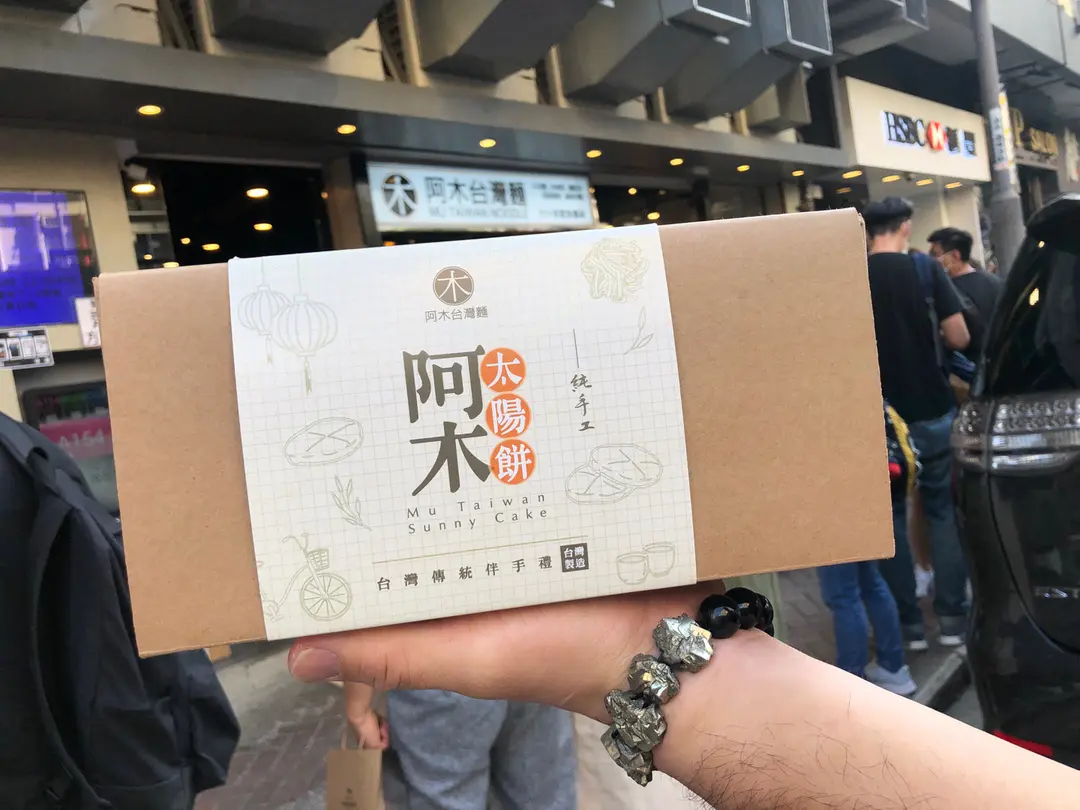 木
阿木台灣麵
MU TAIWAN NOODLE
HSBC
A154
木
阿木台灣麵
阿木
太陽餅
純手工
Mu Taiwan
Sunny Cake
台灣傳統伴手禮
台灣
製造